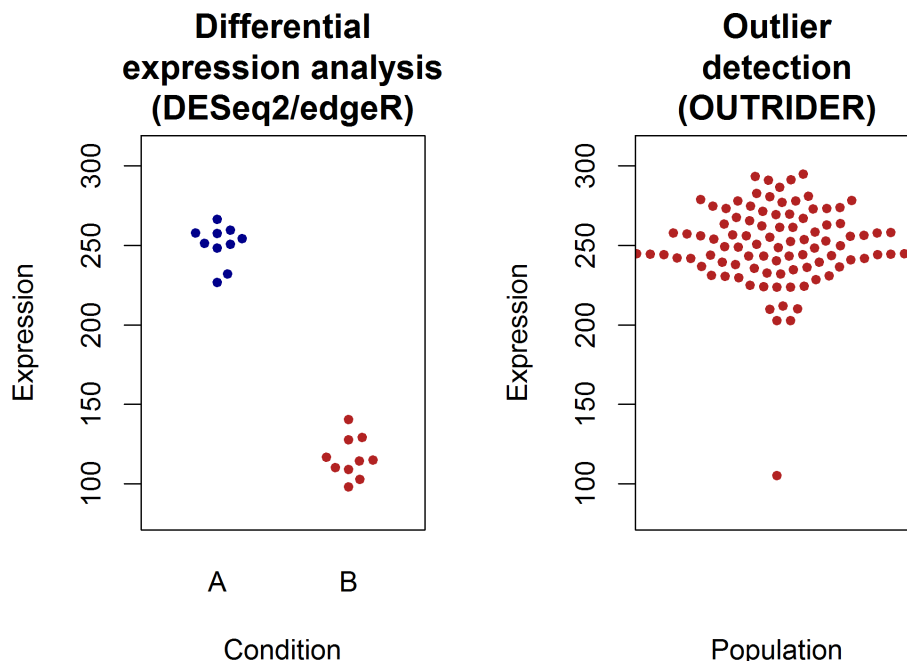 Differential
expression analysis
(DESeq2/edgeR)
300
250
200
150
100
Expression
A
B
Condition
Outlier
detection
(OUTRIDER)
300
250
200
150
100
Expression
Population